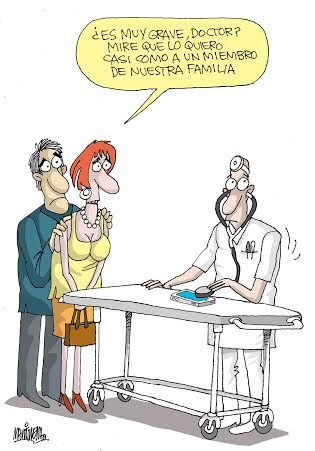 ¿ES MUY GRAVE, DOCTOR?
MIRE QUE LO QUIERO
CASI COMO A UN MIEMBRO
DE NUESTRA FAMILIA